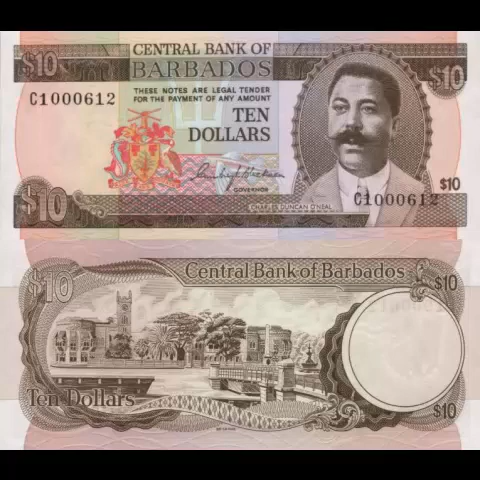 $10
CENTRAL BANK OF
BARBADOS
$10
C1000612
THESE NOTES ARE LEGAL TENDER
FOR THE PAYMENT OF ANY AMOUNT
TEN
DOLLARS
GOVERNOR
$10
$10
C1000612
CHARLES DUNCAN O'NEAL
$10
Central Bank of Barbados
$10
Ten Dollars
$10